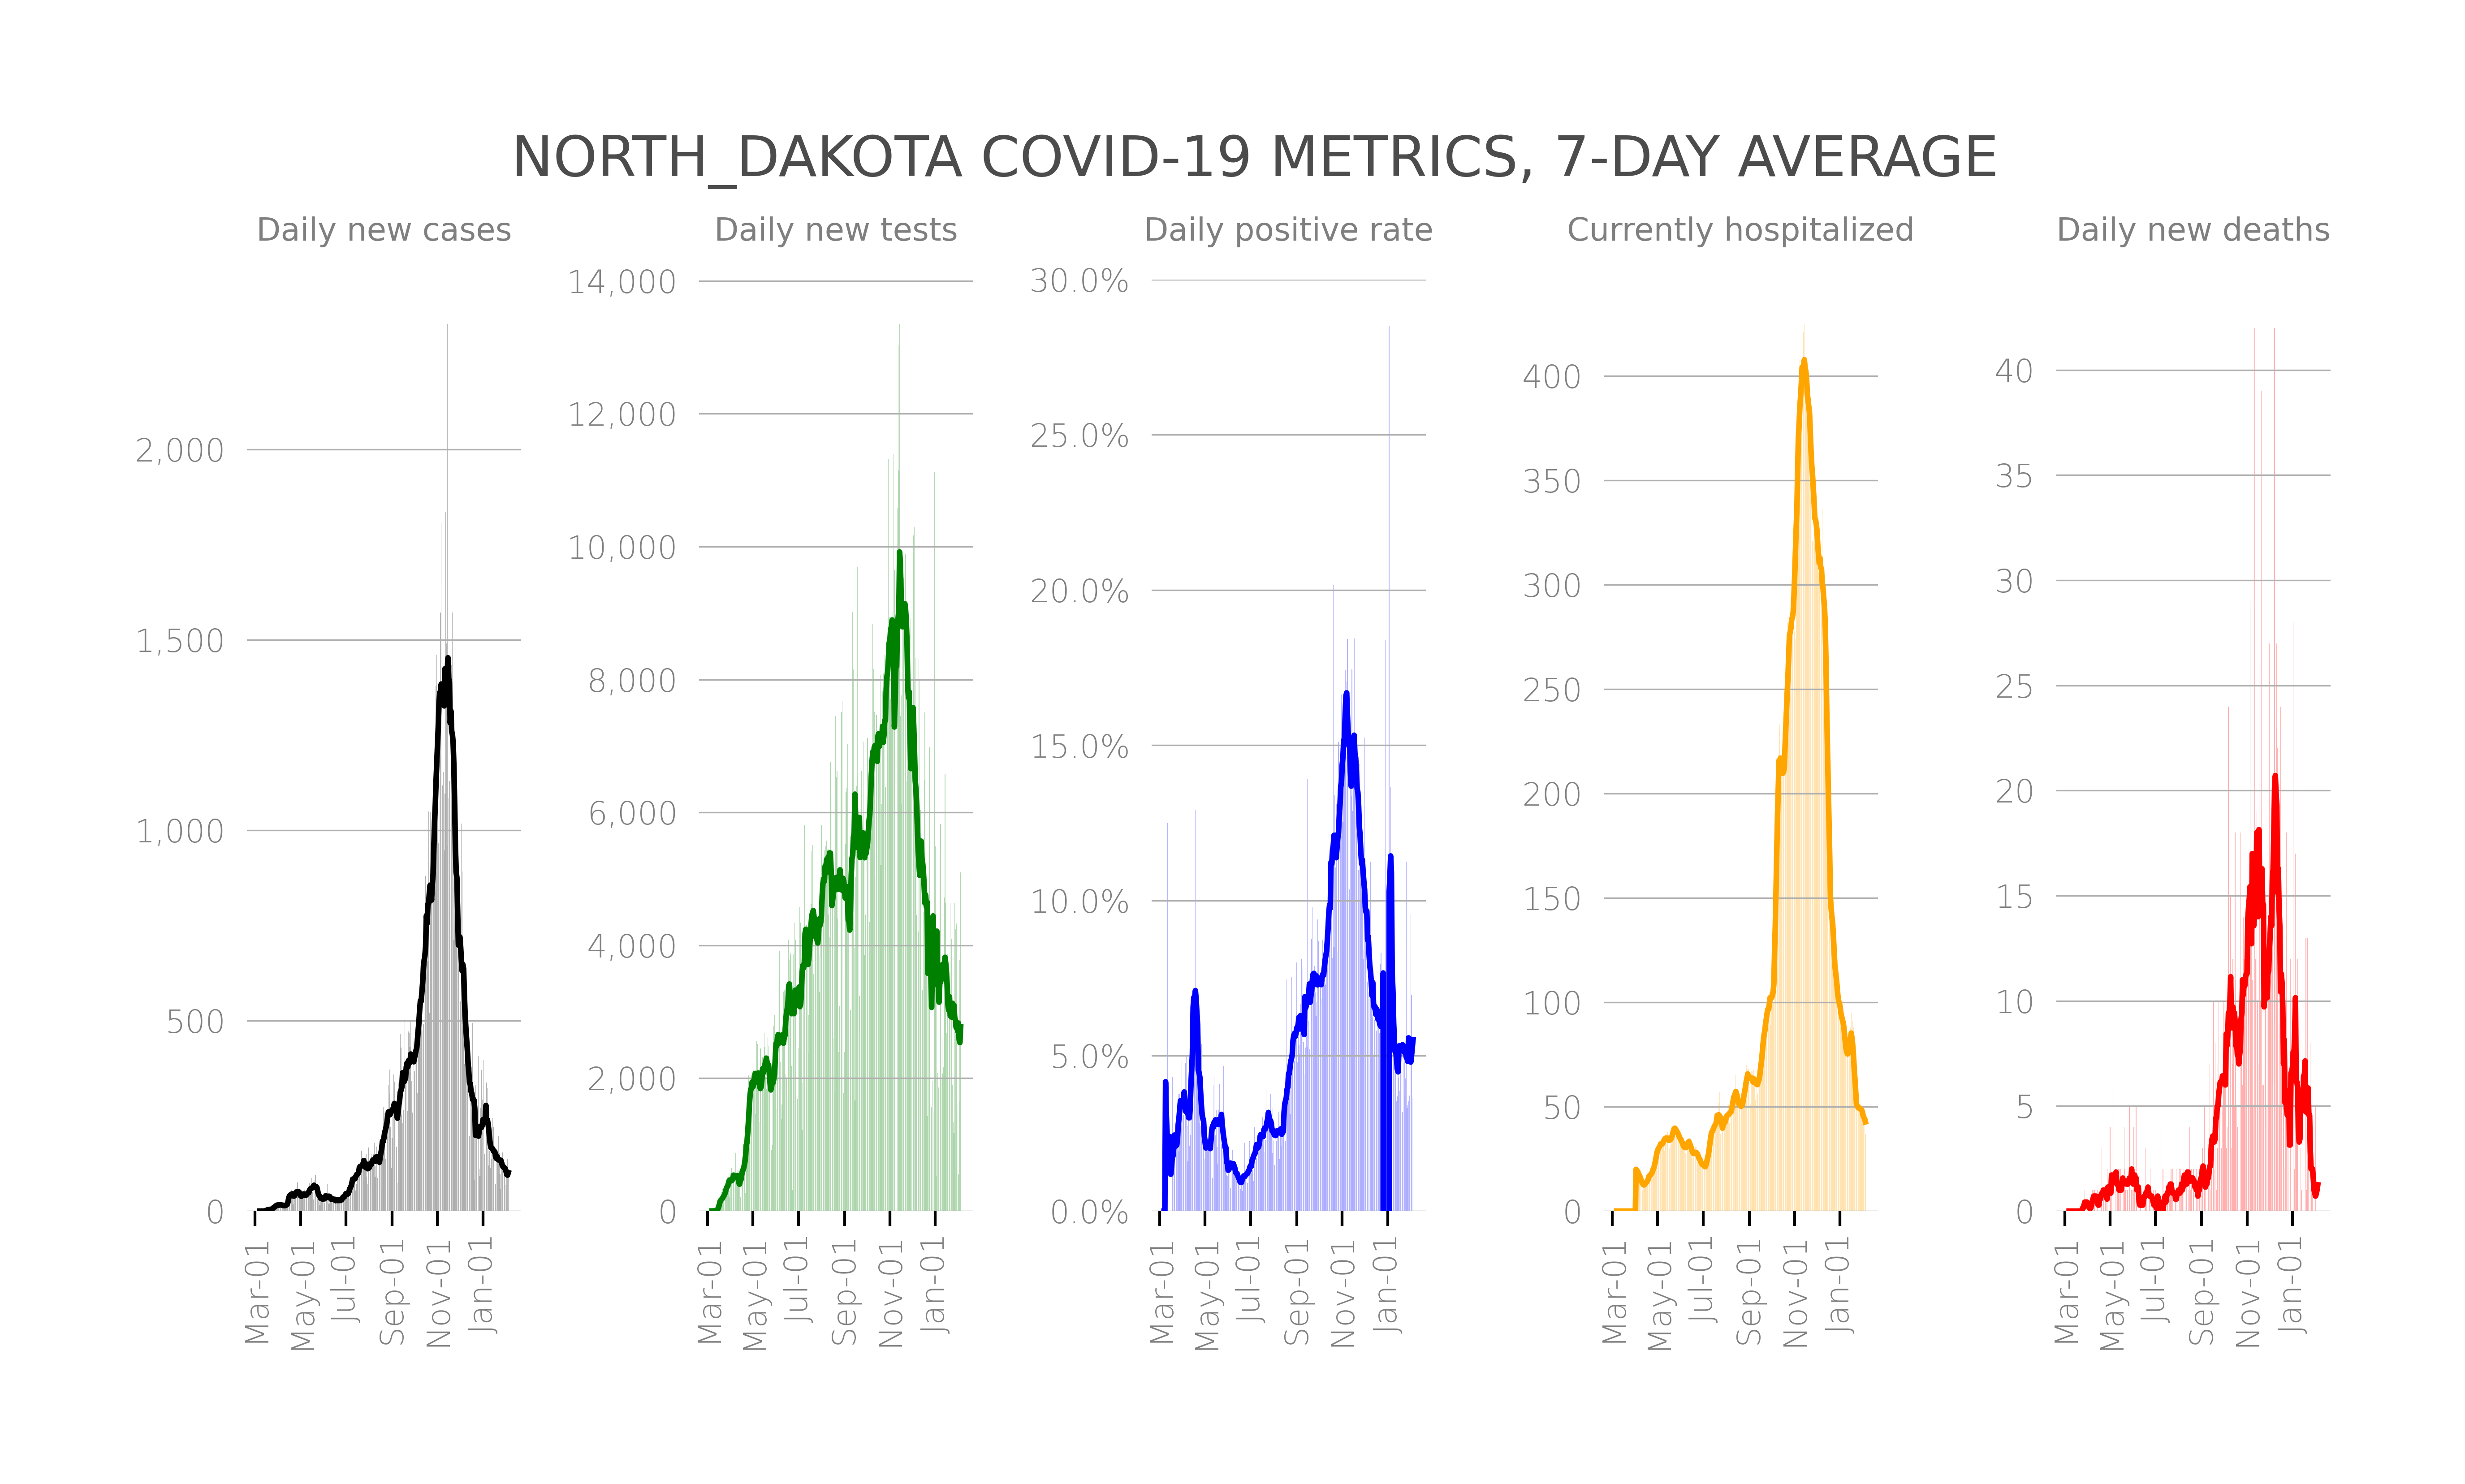 NORTH_DAKOTA COVID-19 METRICS, 7-DAY AVERAGE
Daily new cases
2,000
1,500
1,000
500
0
Mar-01
May-01
Jul-01
Sep-01
Nov-01
Jan-01
Daily new tests
14,000
12,000
10,000
8,000
6,000
4,000
2,000
0
Mar-01
May-01
Jul-01
Sep-01
Nov-01
Jan-01
Daily positive rate
30.0%
25.0%
20.0%
15.0%
10.0%
5.0%
0.0%
Mar-01
May-01
Jul-01
Sep-01
Nov-01
Jan-01
Currently hospitalized
400
350
300
250
200
150
100
50
0
Mar-01
May-01
Jul-01
Sep-01
Nov-01
Jan-01
Daily new deaths
40
35
30
25
20
15
10
5
0
Mar-01
May-01
Jul-01
Sep-01
Nov-01
Jan-01